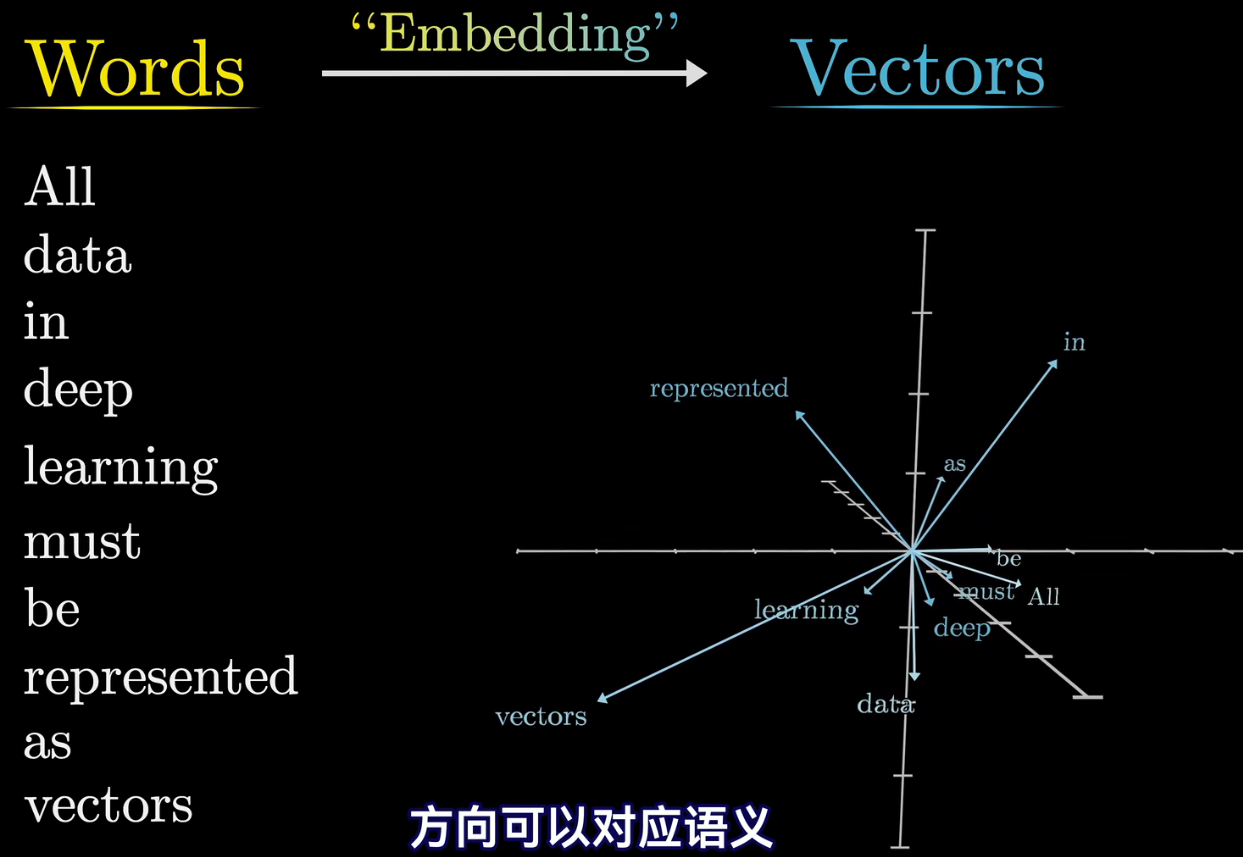 Words
“Embedding”
Vectors
All
data
in
deep
learning
must
be
represented
as
vectors
in
represented
as
be
must
All
learning
deep
data
vectors
方向可以对应语义